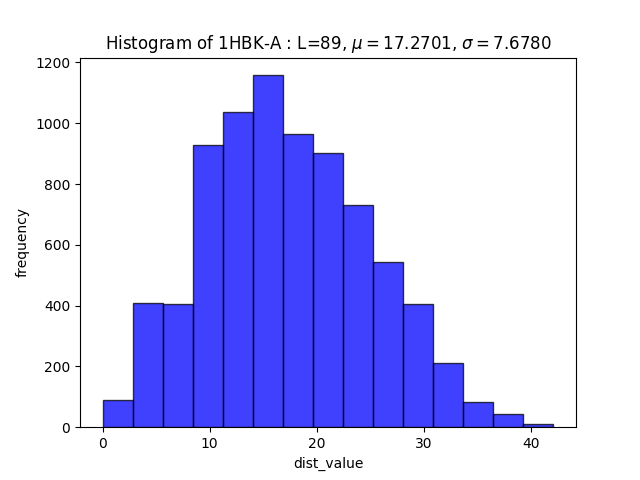 Histogram of 1HBK-A : L=89, μ = 17.2701, σ = 7.6780
1200
1000
800
600
400
200
0
frequency
0 10 20 30 40
dist_value